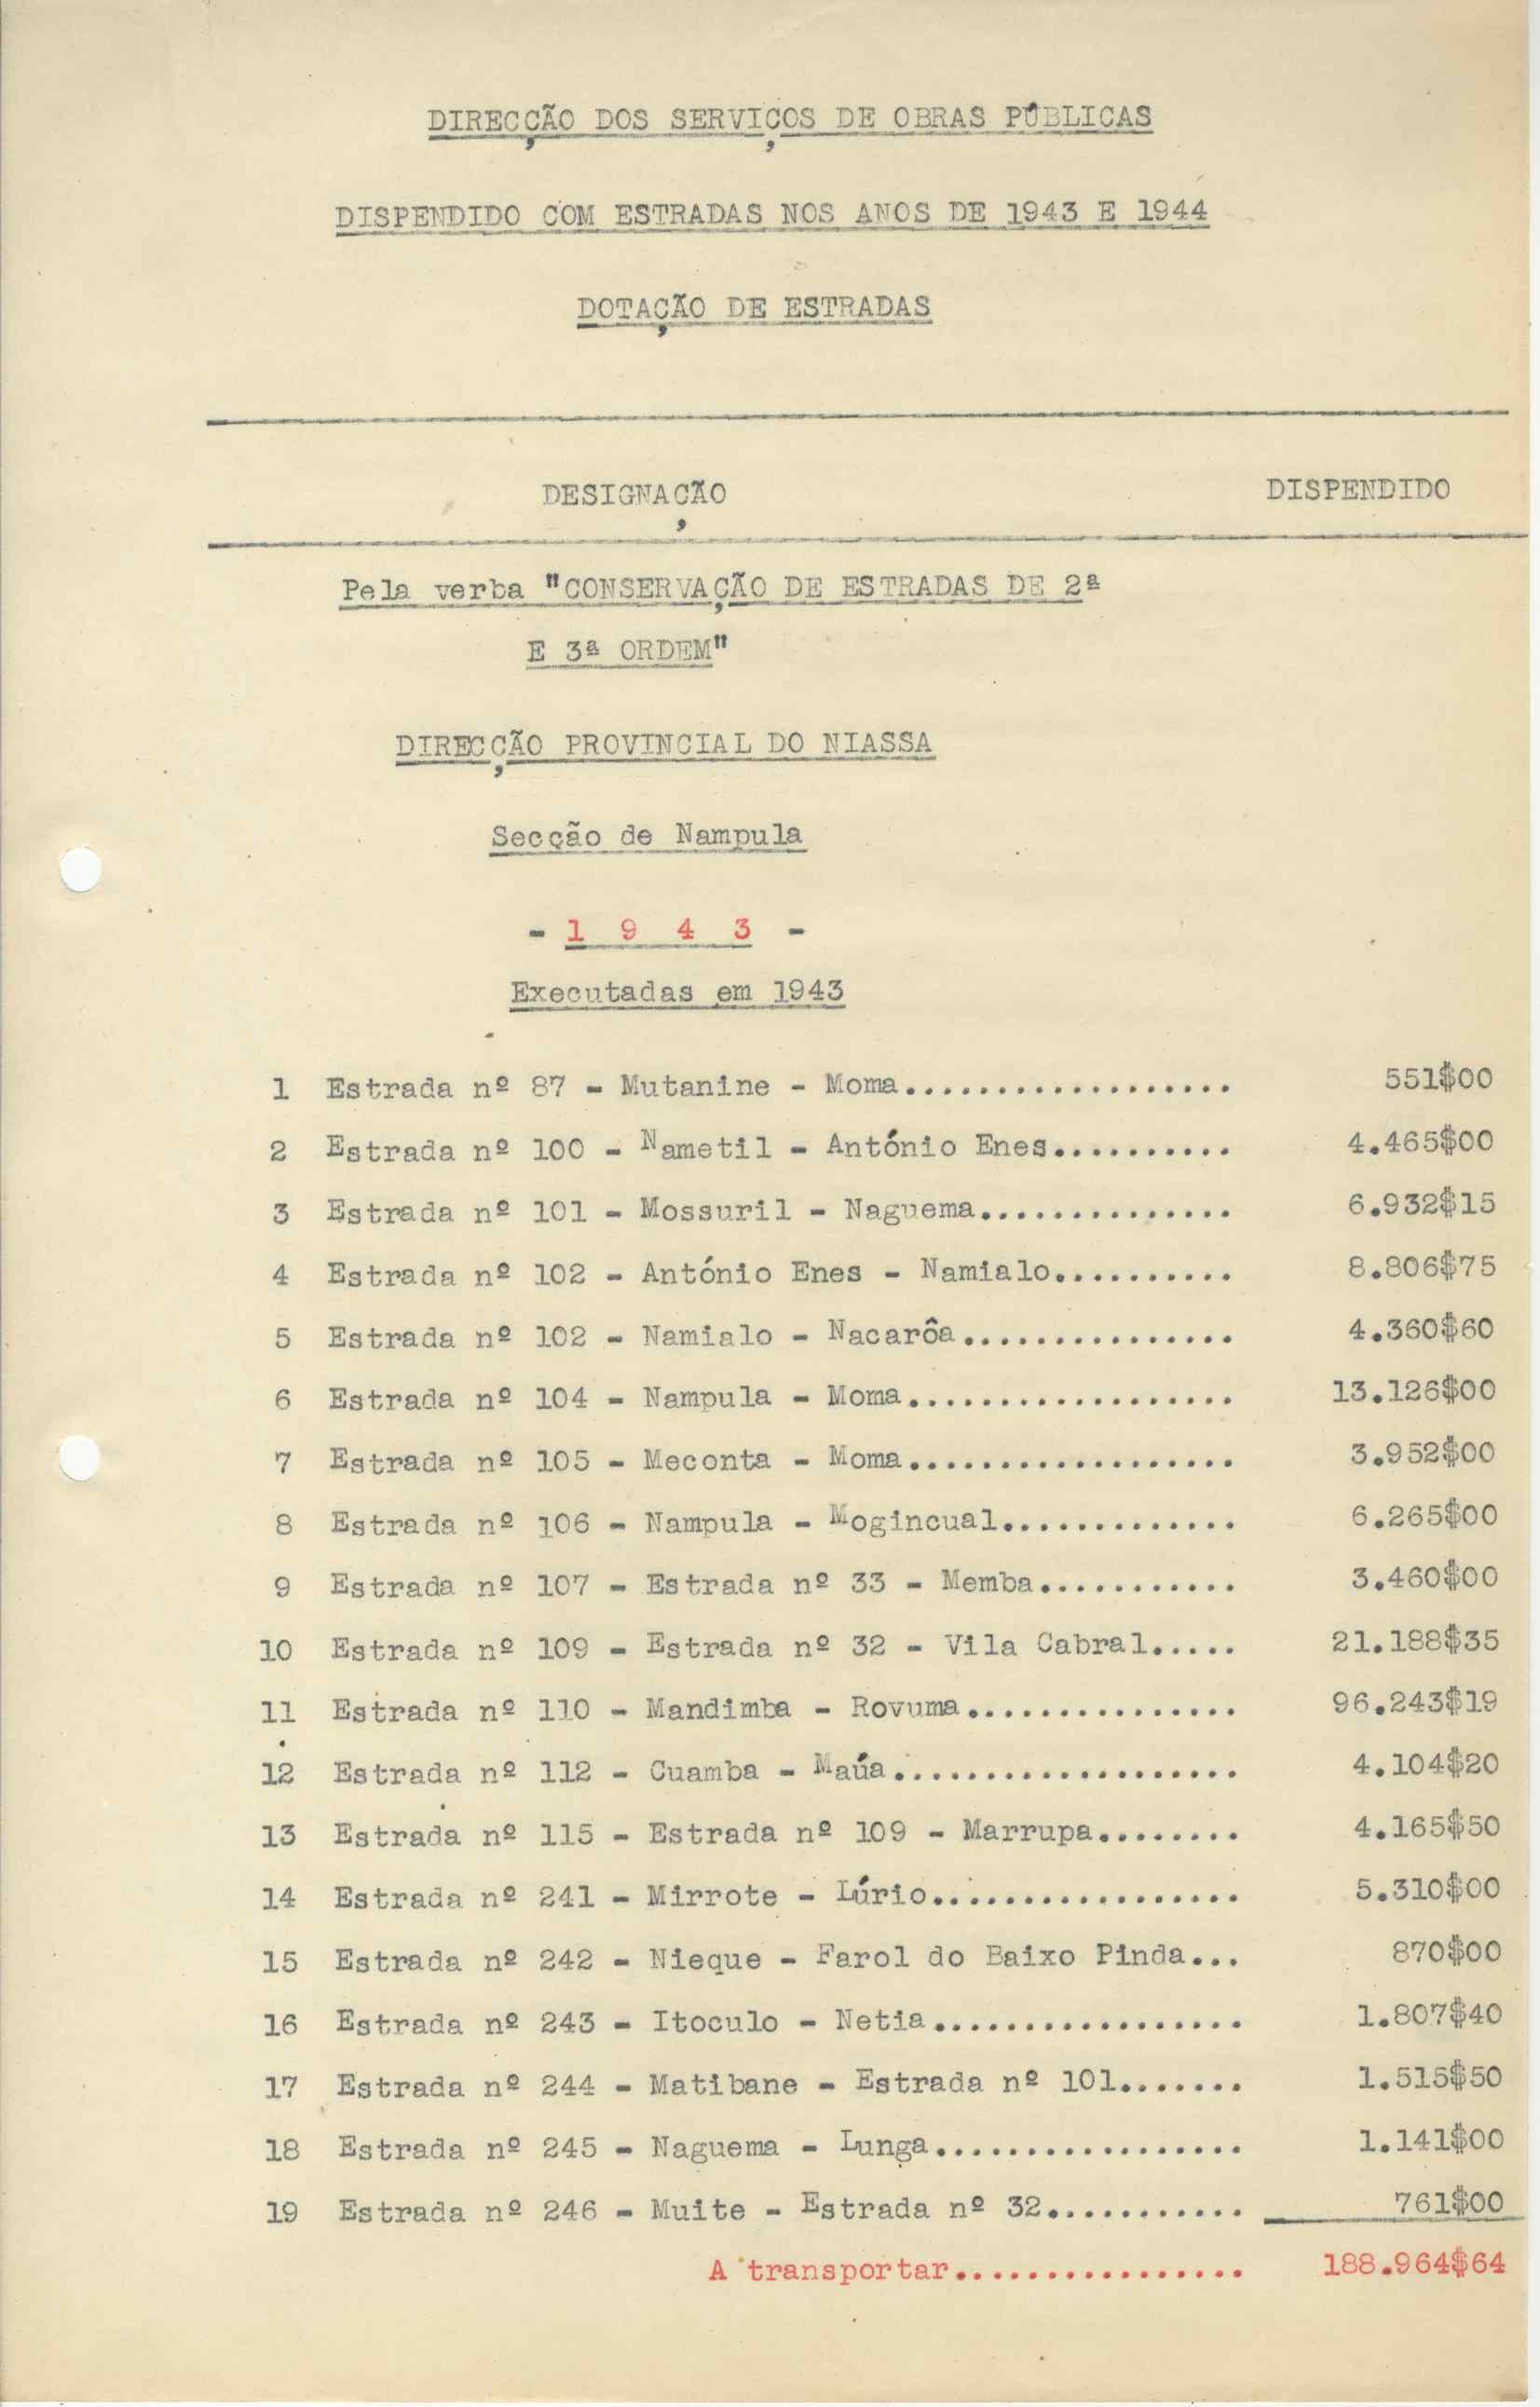 DIRECÇÃO DOS SERVIÇOS DE OBRAS PÚBLICAS
DISPENDIDO COM ESTRADAS NOS ANOS DE 1943 E 1944
DOTAÇÃO DE ESTRADAS
DESIGNAÇÃO DISPENDIDO
Pela verba "CONSERVAÇÃO DE ESTRADAS DE 2ª
E 3ª ORDEM"
DIRECÇÃO PROVINCIAL DO NIASSA
Secção de Nampula
- 1 9 4 3 -
Executadas em 1943
1 Estrada nº 87 - Mutanine - Moma.................. 551$00
2 Estrada nº 100 - Nametil - António Enes.......... 4.465$00
3 Estrada nº 101 - Mossuril - Naguema.............. 6.932$15
4 Estrada nº 102 - António Enes - Namialo.......... 8.806$75
5 Estrada nº 102 - Namialo - Nacarôa............... 4.360$60
6 Estrada nº 104 - Nampula - Moma.................. 13.126$00
7 Estrada nº 105 - Meconta - Moma.................. 3.952$00
8 Estrada nº 106 - Nampula - Mogincual............. 6.265$00
9 Estrada nº 107 - Estrada nº 33 - Memba........... 3.460$00
10 Estrada nº 109 - Estrada nº 32 - Vila Cabral..... 21.188$35
11 Estrada nº 110 - Mandimba - Rovuma............... 96.243$19
12 Estrada nº 112 - Cuamba - Maúa................... 4.104$20
13 Estrada nº 115 - Estrada nº 109 - Marrupa........ 4.165$50
14 Estrada nº 241 - Mirrote - Lúrio................. 5.310$00
15 Estrada nº 242 - Nieque - Farol do Baixo Pinda... 870$00
16 Estrada nº 243 - Itoculo - Netia................. 1.807$40
17 Estrada nº 244 - Matibane - Estrada nº 101....... 1.515$50
18 Estrada nº 245 - Naguema - Lunga................. 1.141$00
19 Estrada nº 246 - Muite - Estrada nº 32........... 761$00
A transportar................ 188.964$64